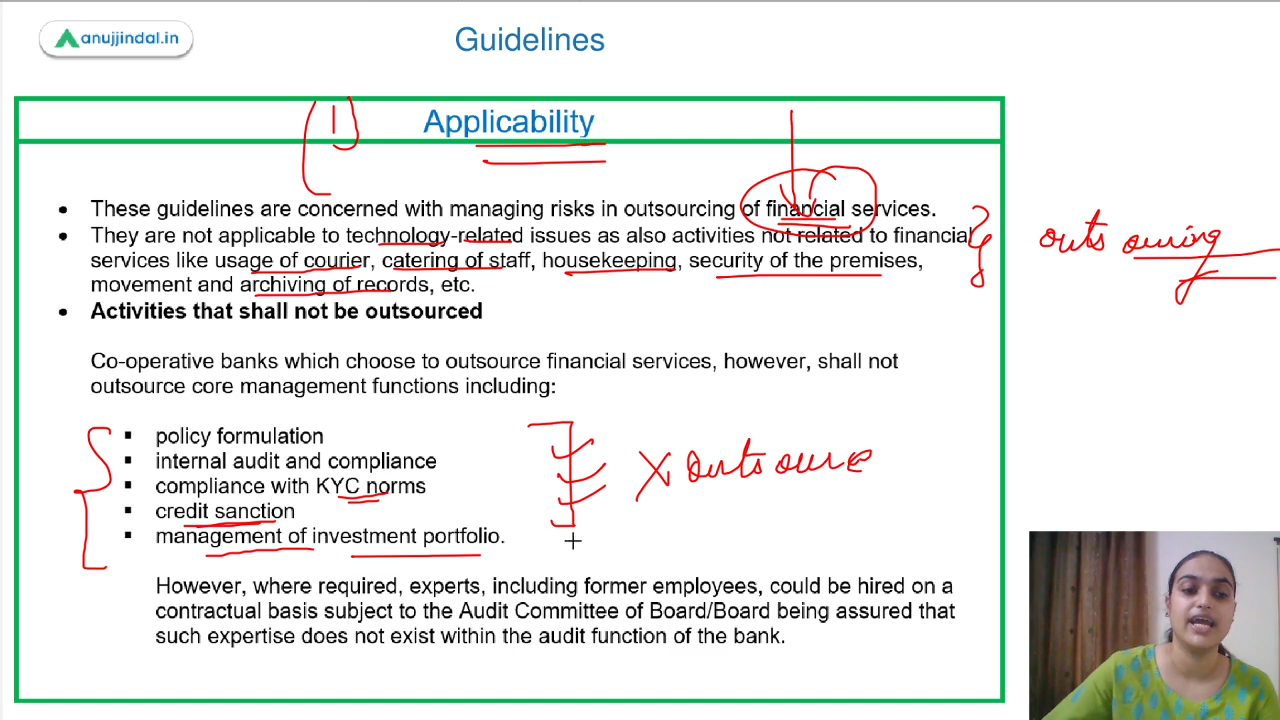 anujjindal.in
Guidelines
Applicability
1
• These guidelines are concerned with managing risks in outsourcing of financial services.
• They are not applicable to technology-related issues as also activities not related to financial
services like usage of courier, catering of staff, housekeeping, security of the premises,
movement and archiving of records, etc.
outsourcing
• Activities that shall not be outsourced
Co-operative banks which choose to outsource financial services, however, shall not
outsource core management functions including:
▪ policy formulation
▪ internal audit and compliance
▪ compliance with KYC norms
▪ credit sanction
▪ management of investment portfolio.
X outsource
However, where required, experts, including former employees, could be hired on a
contractual basis subject to the Audit Committee of Board/Board being assured that
such expertise does not exist within the audit function of the bank.